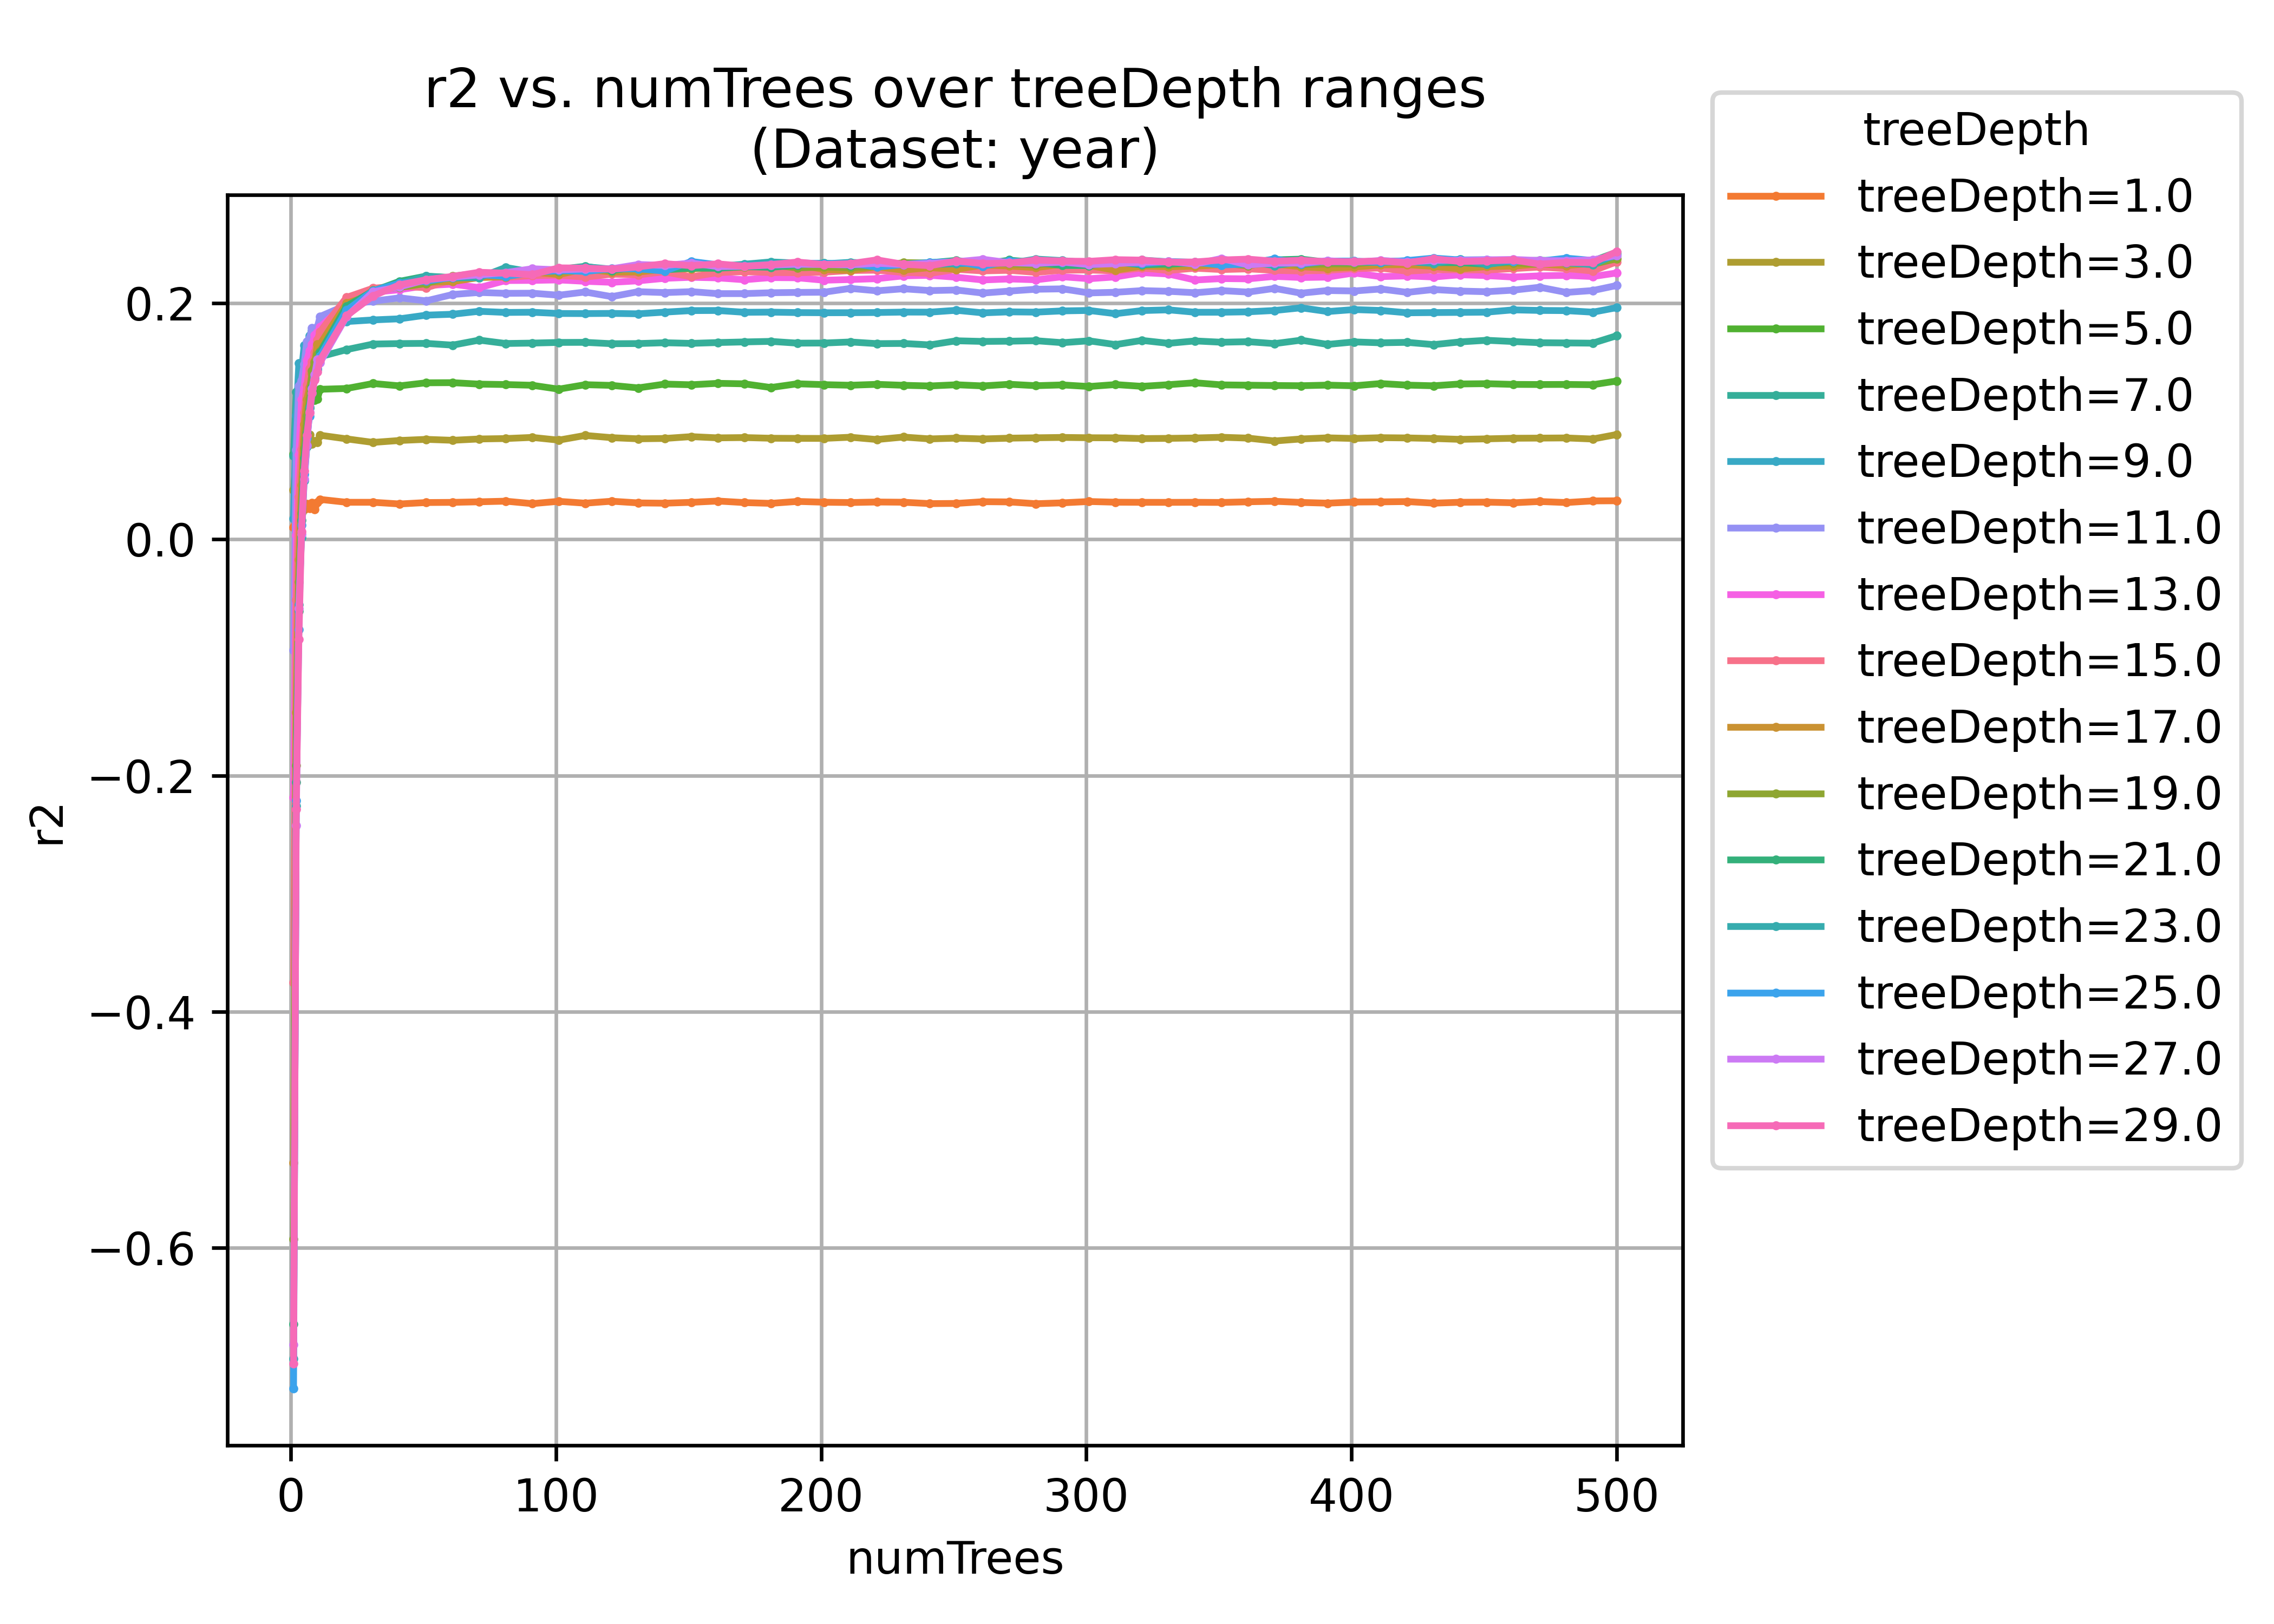 r2 vs. numTrees over treeDepth ranges
(Dataset: year)
treeDepth
treeDepth=1.0
treeDepth=3.0
treeDepth=5.0
treeDepth=7.0
treeDepth=9.0
treeDepth=11.0
treeDepth=13.0
treeDepth=15.0
treeDepth=17.0
treeDepth=19.0
treeDepth=21.0
treeDepth=23.0
treeDepth=25.0
treeDepth=27.0
treeDepth=29.0
r2
0.2
0.0
−0.2
−0.4
−0.6
0 100 200 300 400 500
numTrees